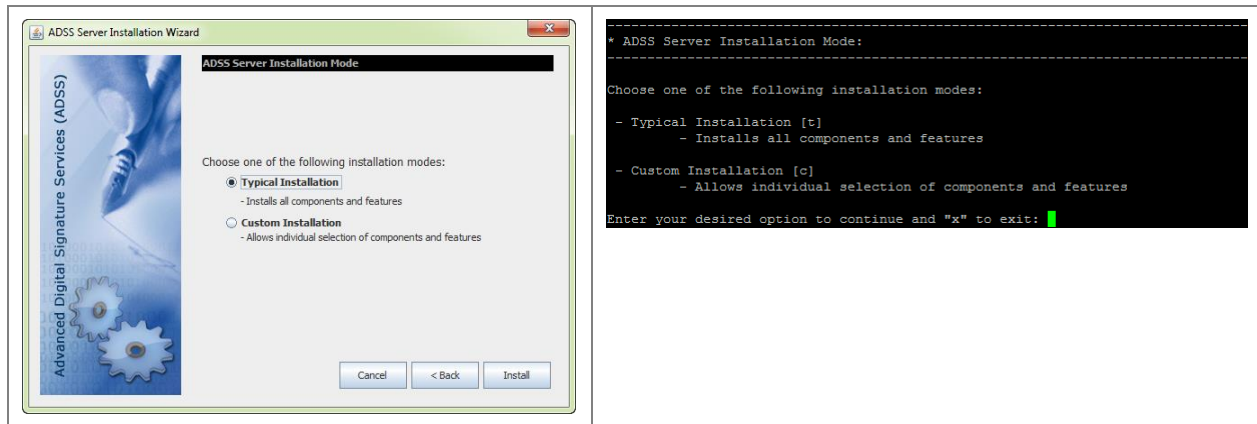 ADSS Server Installation Wizard
Advanced Digital Signature Services (ADSS)
ADSS Server Installation Mode
Choose one of the following installation modes:
Typical Installation
- Installs all components and features
Custom Installation
- Allows individual selection of components and features
Cancel < Back Install
* ADSS Server Installation Mode:
Choose one of the following installation modes:
- Typical Installation [t]
- Installs all components and features
- Custom Installation [c]
- Allows individual selection of components and features
Enter your desired option to continue and "x" to exit: